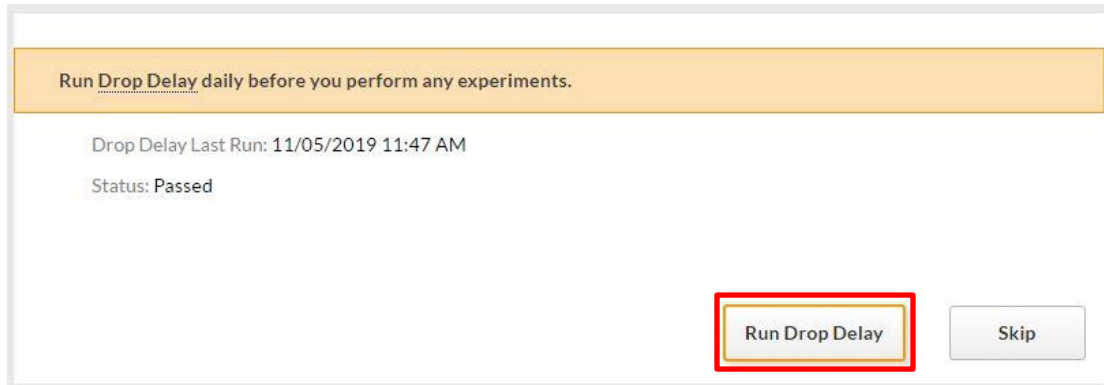 Run Drop Delay daily before you perform any experiments.
Drop Delay Last Run: 11/05/2019 11:47 AM
Status: Passed
Run Drop Delay Skip